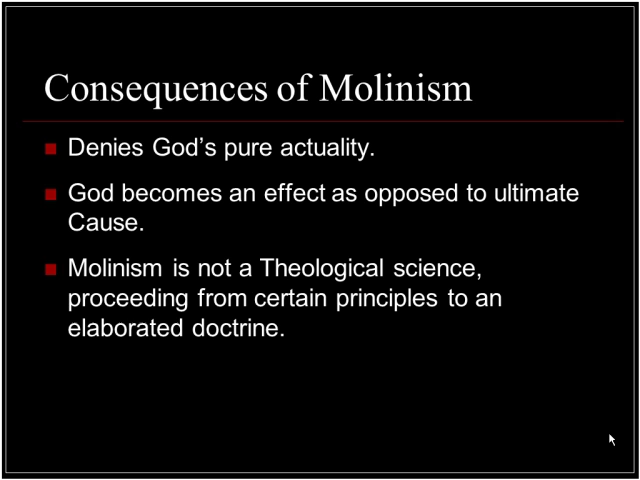 Consequences of Molinism
Denies God’s pure actuality.
God becomes an effect as opposed to ultimate
Cause.
Molinism is not a Theological science,
proceeding from certain principles to an
elaborated doctrine.